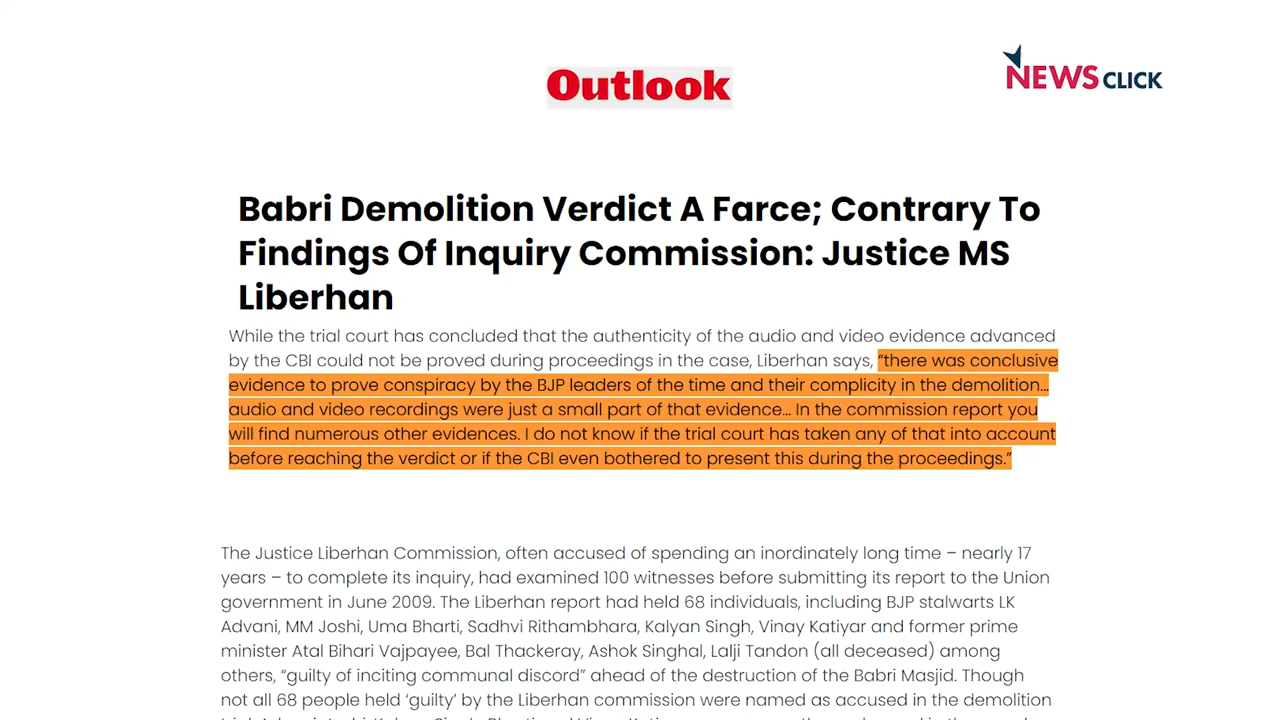 Outlook
NEWS CLICK
Babri Demolition Verdict A Farce; Contrary To
Findings Of Inquiry Commission: Justice MS
Liberhan
While the trial court has concluded that the authenticity of the audio and video evidence advanced
by the CBI could not be proved during proceedings in the case, Liberhan says, “there was conclusive
evidence to prove conspiracy by the BJP leaders of the time and their complicity in the demolition…
audio and video recordings were just a small part of that evidence… In the commission report you
will find numerous other evidences. I do not know if the trial court has taken any of that into account
before reaching the verdict or if the CBI even bothered to present this during the proceedings.”
The Justice Liberhan Commission, often accused of spending an inordinately long time – nearly 17
years – to complete its inquiry, had examined 100 witnesses before submitting its report to the Union
government in June 2009. The Liberhan report had held 68 individuals, including BJP stalwarts LK
Advani, MM Joshi, Uma Bharti, Sadhvi Rithambhara, Kalyan Singh, Vinay Katiyar and former prime
minister Atal Bihari Vajpayee, Bal Thackeray, Ashok Singhal, Lalji Tandon (all deceased) among
others, “guilty of inciting communal discord” ahead of the destruction of the Babri Masjid. Though
not all 68 people held ‘guilty’ by the Liberhan commission were named as accused in the demolition